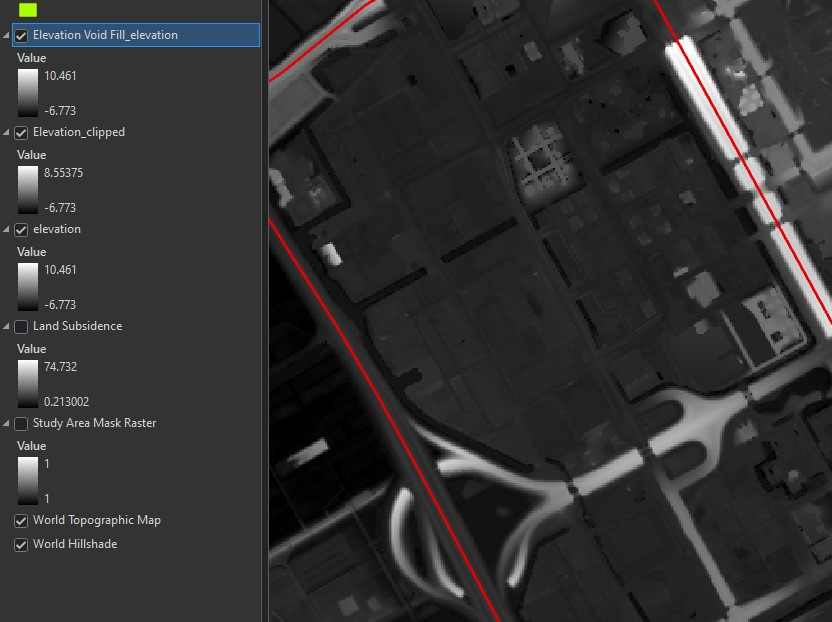 Elevation Void Fill_elevation
Value
10.461
-6.773
Elevation_clipped
Value
8.55375
-6.773
elevation
Value
10.461
-6.773
Land Subsidence
Value
74.732
0.213002
Study Area Mask Raster
Value
1
1
World Topographic Map
World Hillshade